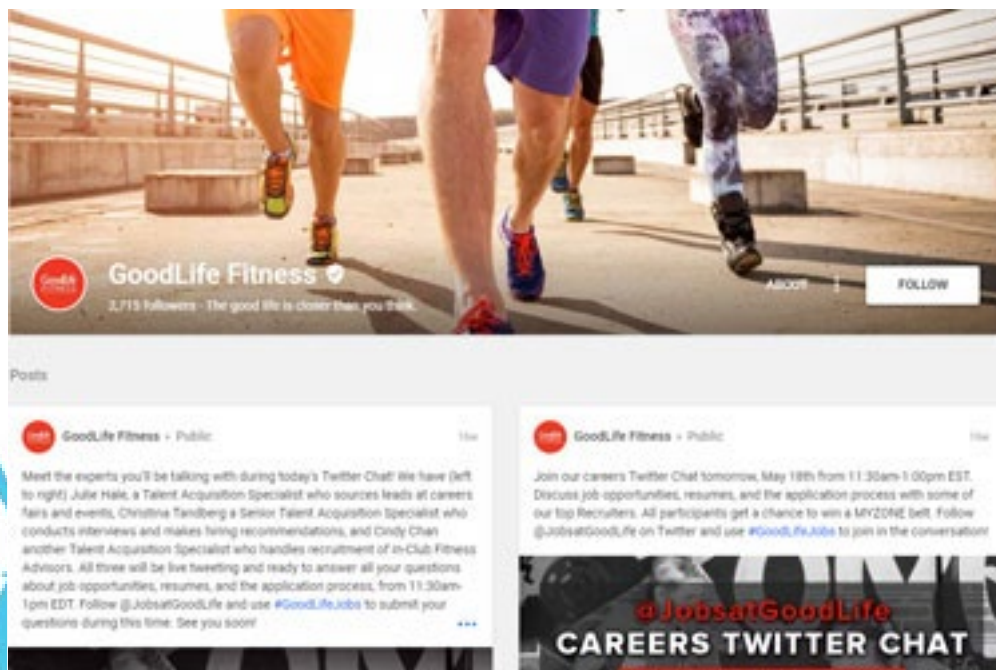 GoodLife
FITNESS
GoodLife Fitness
2,715 followers · The good life is closer than you think.
FOLLOW
Posts
GoodLife Fitness
Public
Meet the experts you'll be talking with during today's Twitter Chat! We have (left
to right) Julie Hale, a Talent Acquisition Specialist who sources leads at careers
fairs and events, Christina Tandberg a Senior Talent Acquisition Specialist who
conducts interviews and makes hiring recommendations, and Cindy Chan
another Talent Acquisition Specialist who handles recruitment of in-Club Fitness
Advisors. All three will be live tweeting and ready to answer all your questions
about job opportunities, resumes, and the application process, from 11:30am-
1pm EDT. Follow @JobsatGoodLife and use #GoodLifeJobs to submit your
questions during this time. See you soon!
GoodLife Fitness
Public
Join our careers Twitter Chat tomorrow, May 18th from 11:30am-1:00pm EST.
Discuss job opportunities, resumes, and the application process with some of
our top Recruiters. All participants get a chance to win a MYZONE belt. Follow
@JobsatGoodLife on Twitter and use #GoodLifeJobs to join in the conversation!
@JobsatGoodLife
CAREERS TWITTER CHAT